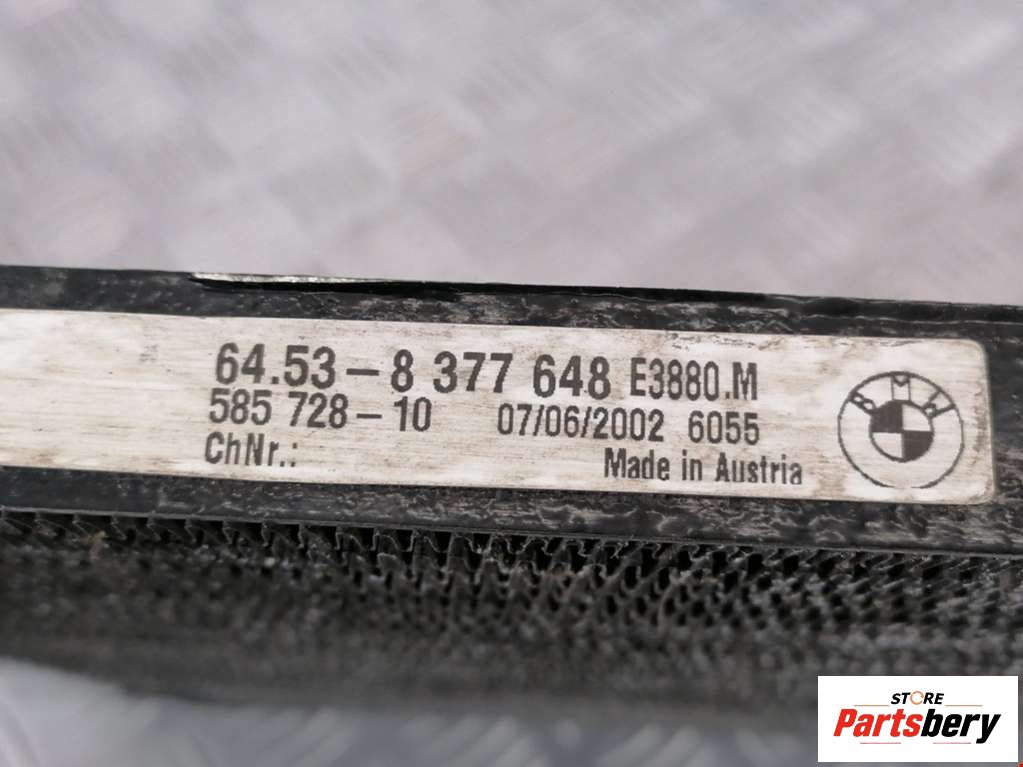 64.53-8 377 648 E3880.M
585 728-10 07/06/2002 6055
ChNr.:
Made in Austria
BMW
STORE
Partsbery